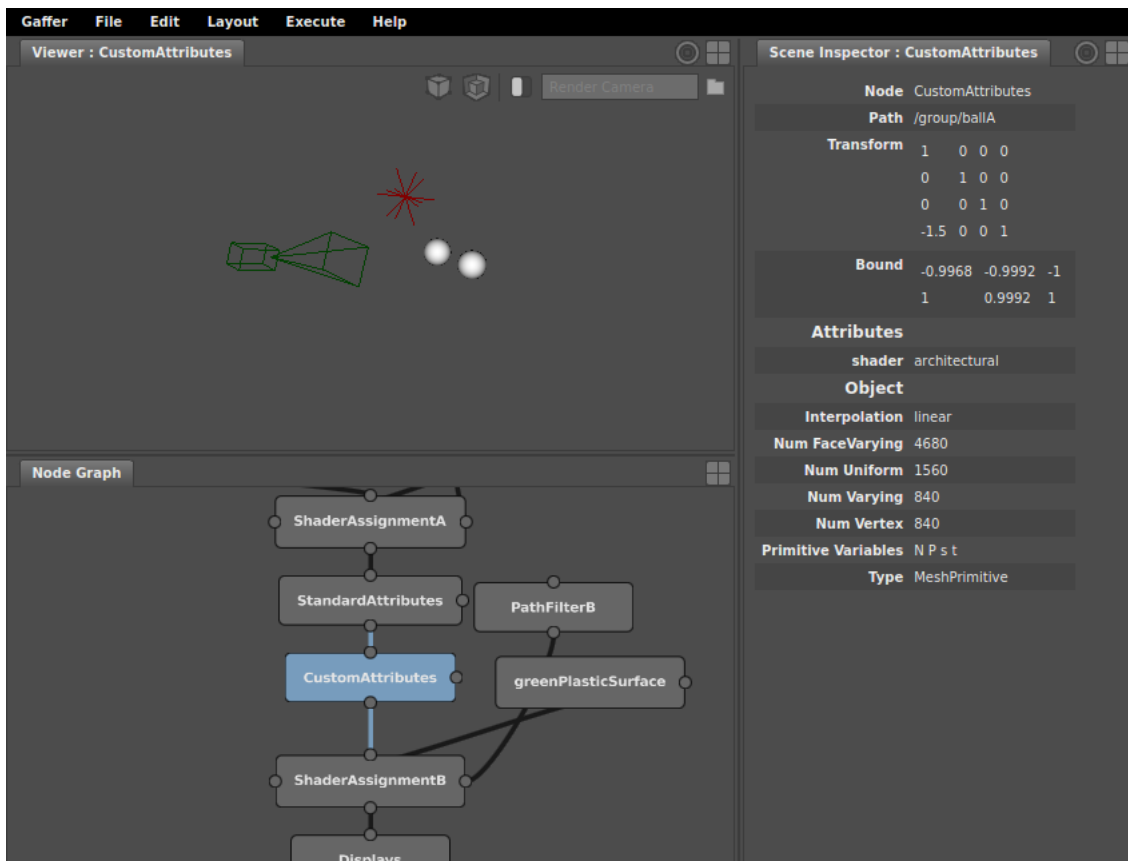 Gaffer File Edit Layout Execute Help
Viewer : CustomAttributes
Render Camera
Node Graph
ShaderAssignmentA
StandardAttributes
PathFilterB
CustomAttributes
greenPlasticSurface
ShaderAssignmentB
Displays
Scene Inspector : CustomAttributes
Node CustomAttributes
Path /group/ballA
Transform 1 0 0 0
0 1 0 0
0 0 1 0
-1.5 0 0 1
Bound -0.9968 -0.9992 -1
1 0.9992 1
Attributes
shader architectural
Object
Interpolation linear
Num FaceVarying 4680
Num Uniform 1560
Num Varying 840
Num Vertex 840
Primitive Variables N P s t
Type MeshPrimitive